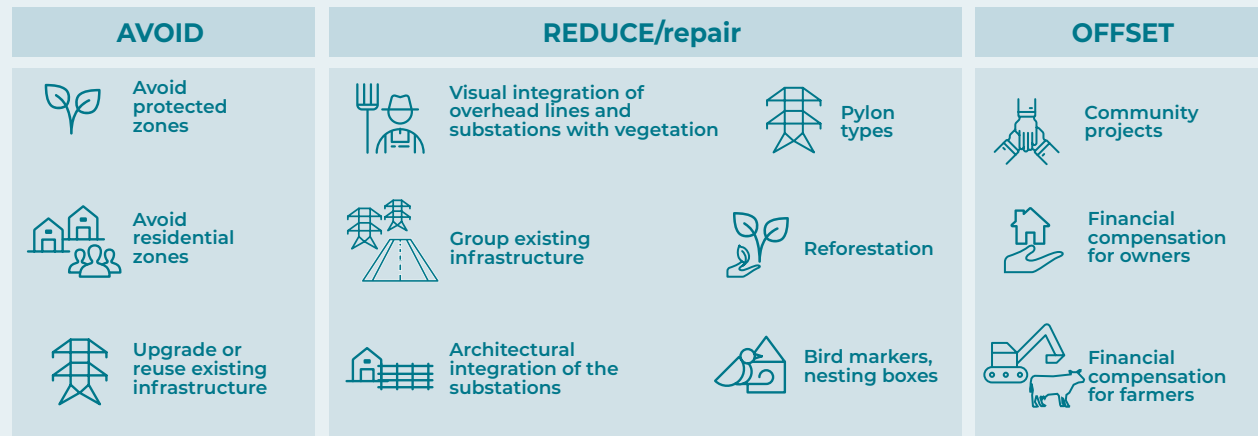 AVOID
Avoid
protected
zones
Avoid
residential
zones
Upgrade or
reuse existing
infrastructure
REDUCE/repair
Visual integration of
overhead lines and
substations with vegetation
Pylon
types
Group existing
infrastructure
Reforestation
Architectural
integration of the
substations
Bird markers,
nesting boxes
OFFSET
Community
projects
Financial
compensation
for owners
Financial
compensation
for farmers